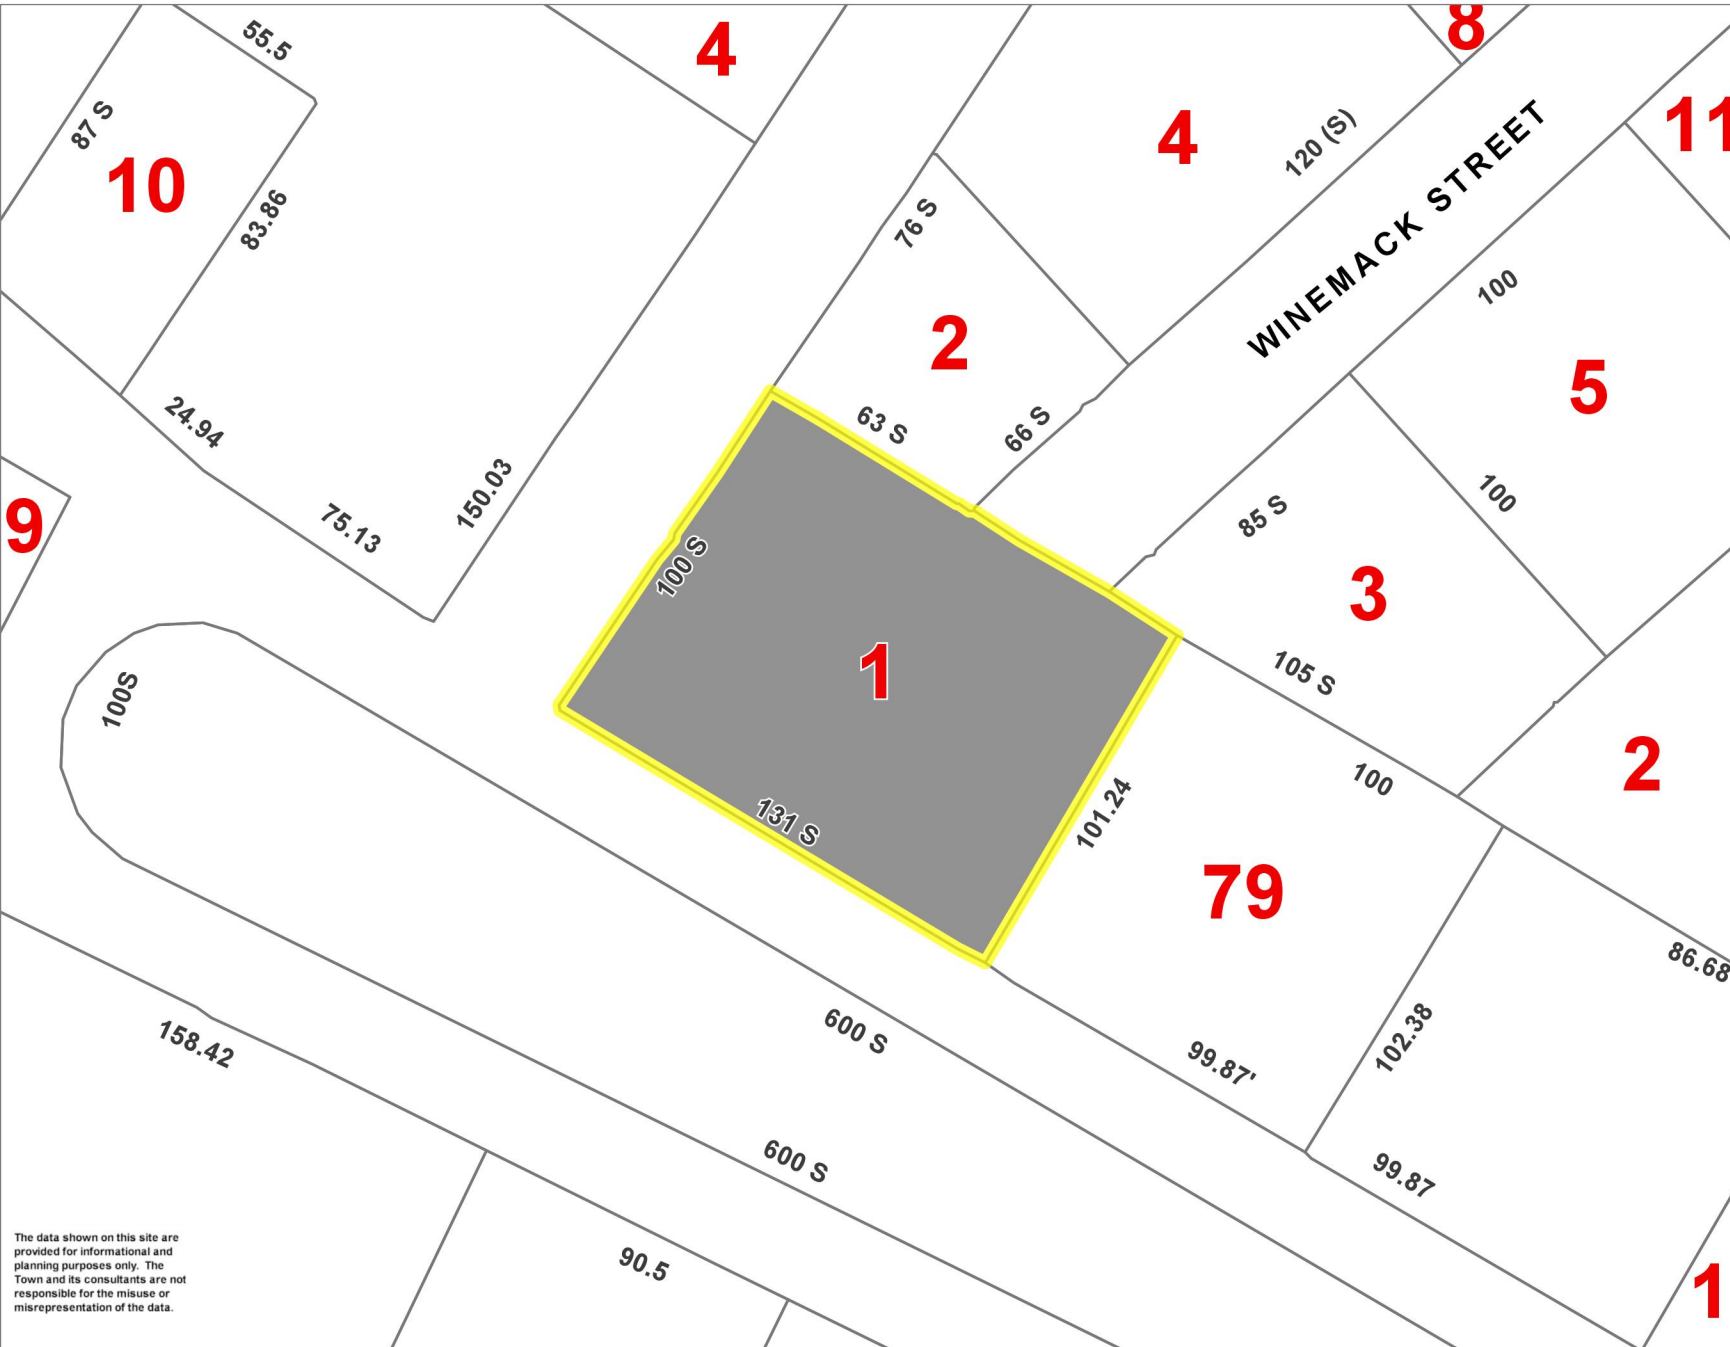 55.5
4
8
87 S
10
83.86
76 S
4
120 (S)
WINEMACK STREET
11
100
2
5
24.94
63 S
66 S
9
75.13
150.03
100 S
85 S
100
3
1
105 S
100S
131 S
101.24
100
2
79
86.68
158.42
600 S
99.87'
102.38
600 S
99.87
90.5
1
The data shown on this site are
provided for informational and
planning purposes only. The
Town and its consultants are not
responsible for the misuse or
misrepresentation of the data.